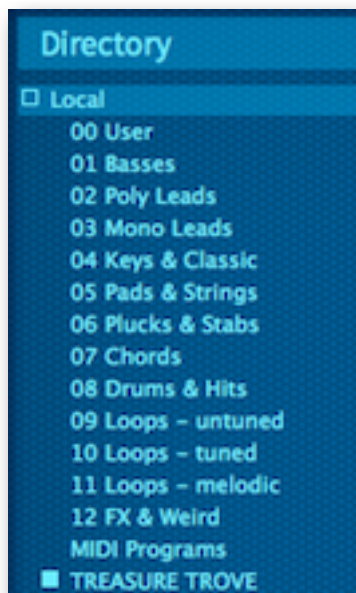 Directory
Local
00 User
01 Basses
02 Poly Leads
03 Mono Leads
04 Keys & Classic
05 Pads & Strings
06 Plucks & Stabs
07 Chords
08 Drums & Hits
09 Loops – untuned
10 Loops – tuned
11 Loops – melodic
12 FX & Weird
MIDI Programs
TREASURE TROVE